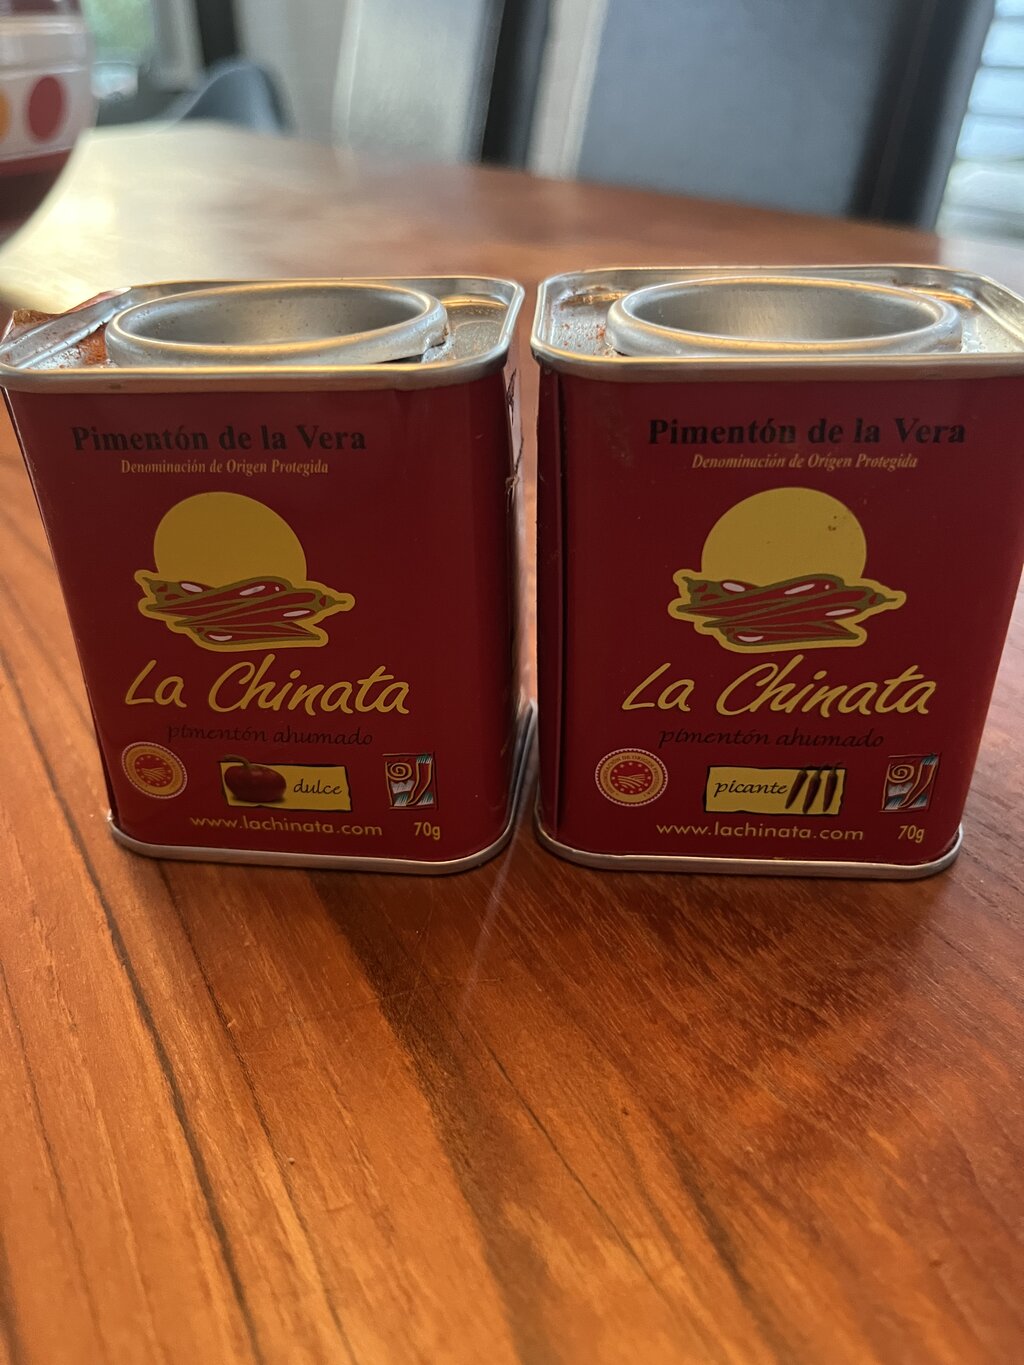 Pimentón de la Vera
Denominación de Origen Protegida
La Chinata
pimentón ahumado
dulce
www.lachinata.com 70g
Pimentón de la Vera
Denominación de Origen Protegida
La Chinata
pimentón ahumado
picante
www.lachinata.com 70g